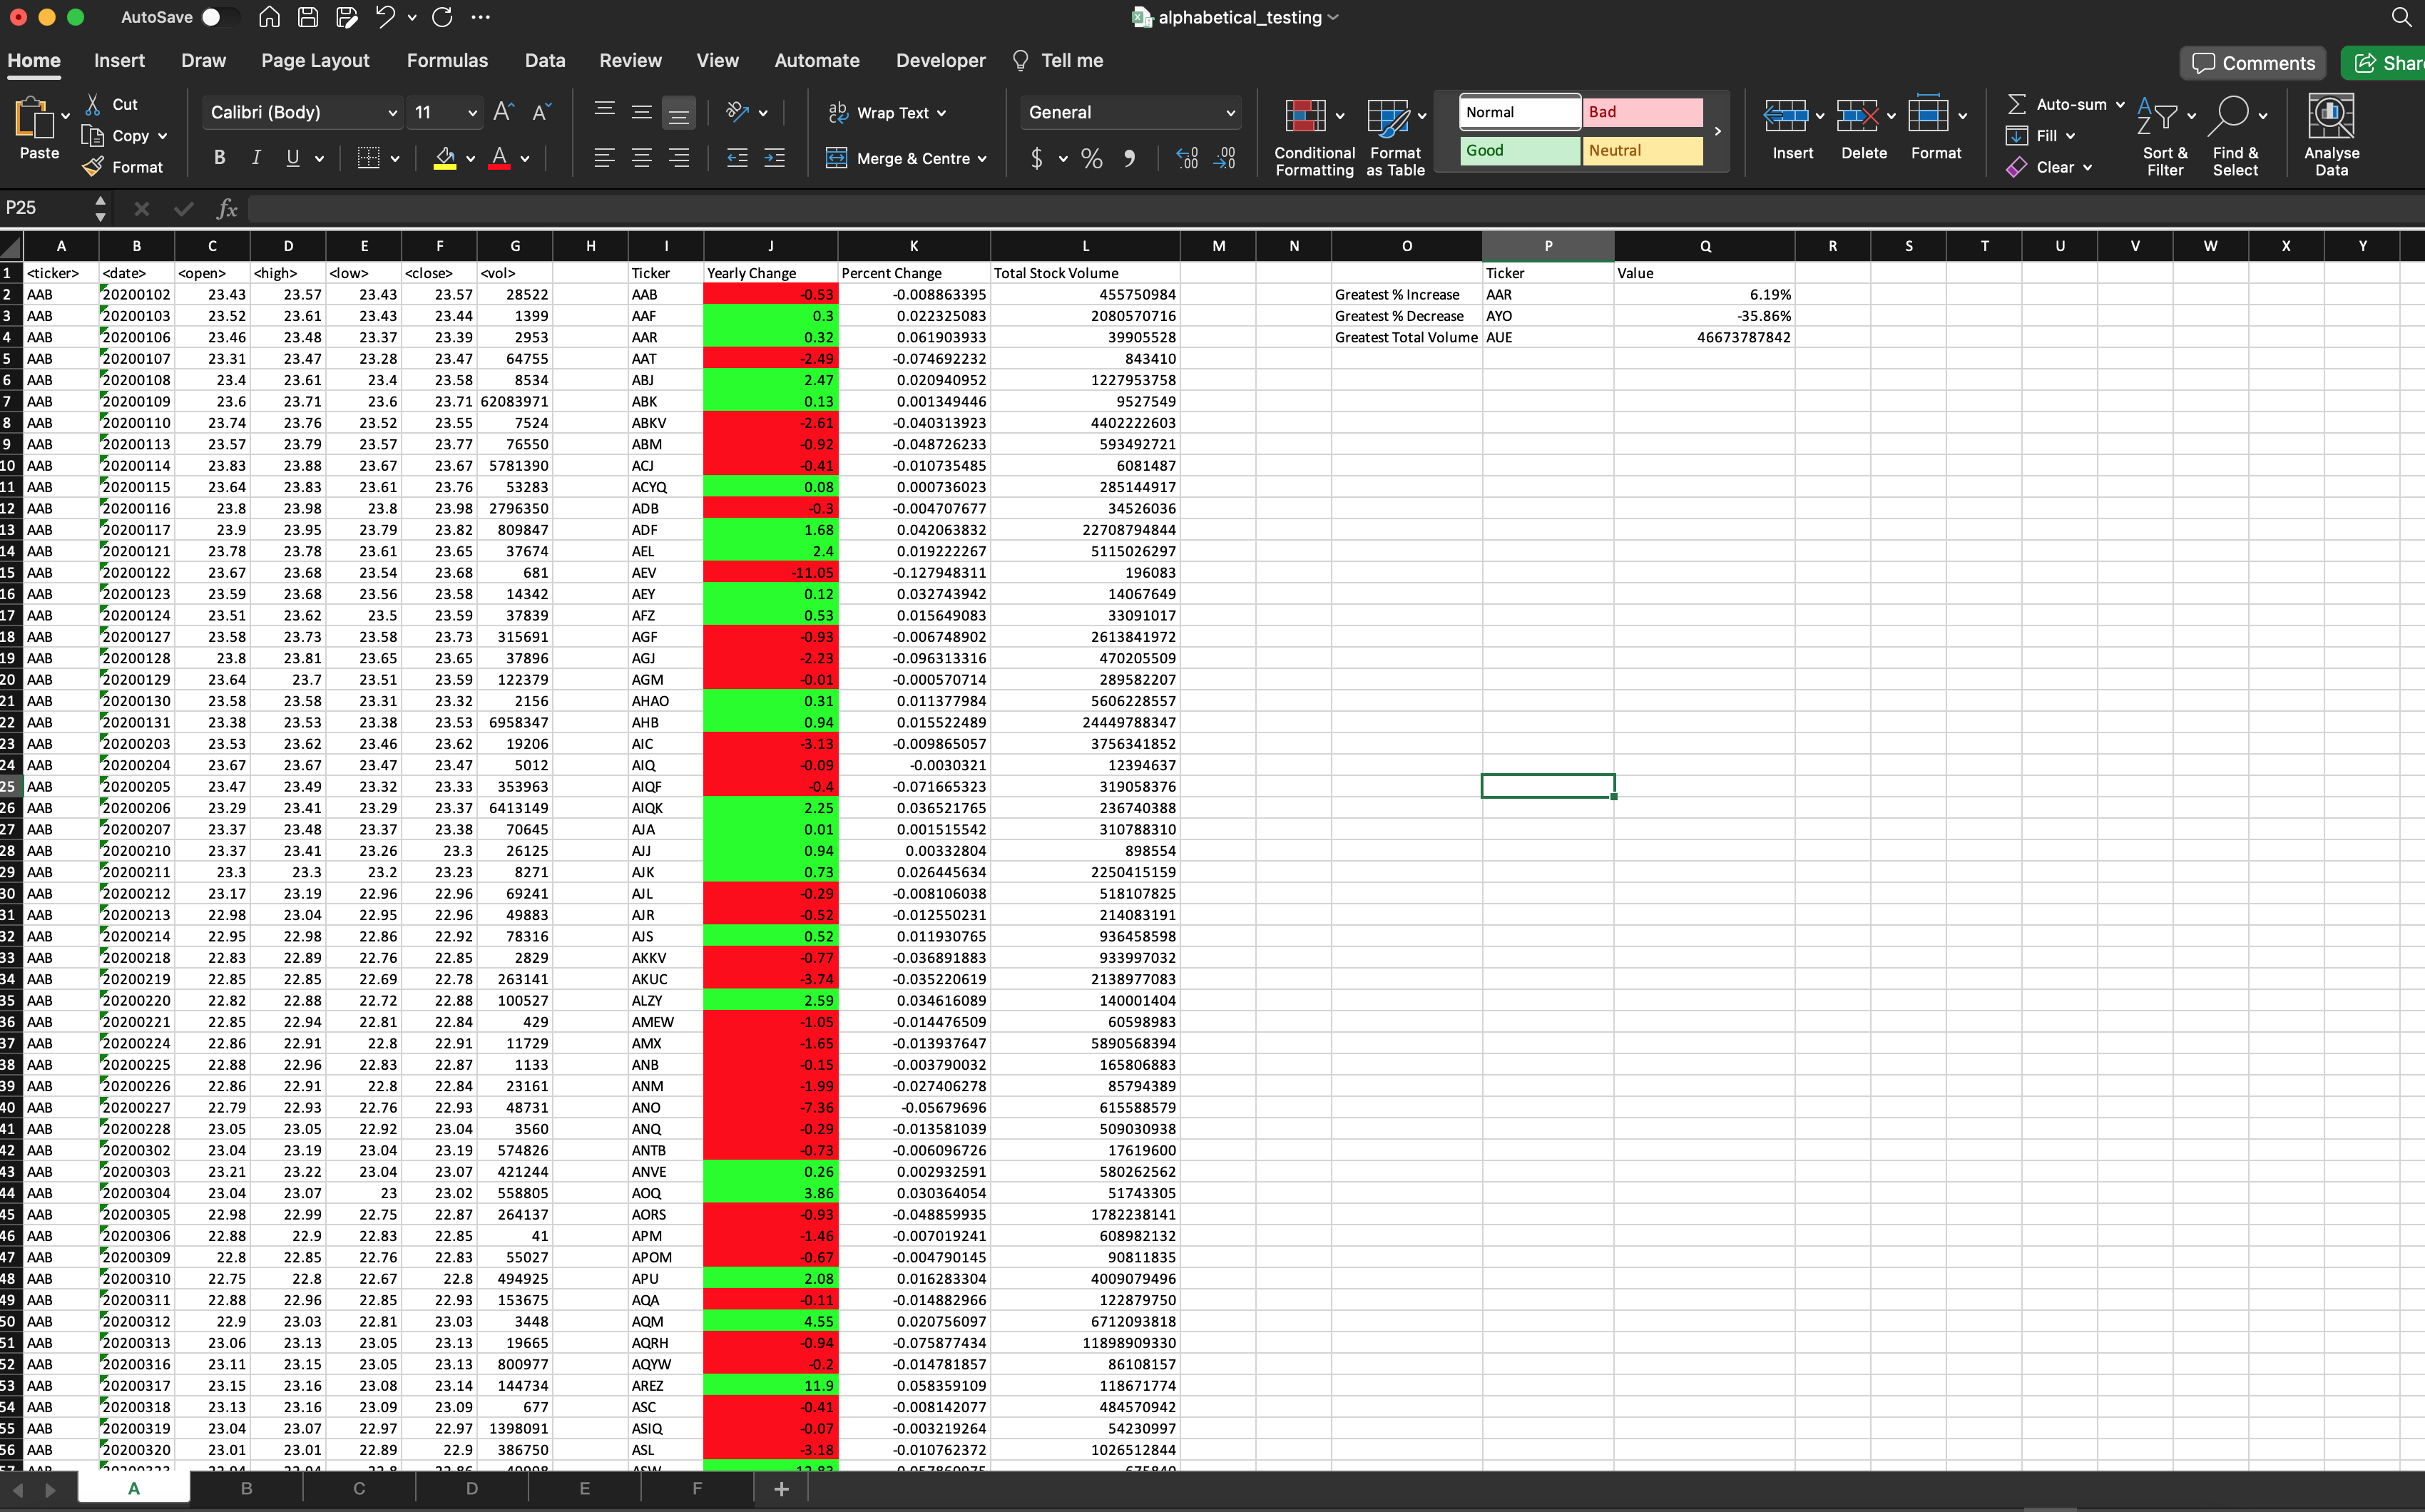 AutoSave alphabetical_testing
Home Insert Draw Page Layout Formulas Data Review View Automate Developer Tell me Comments Shar
Paste Cut Copy Format Calibri (Body) 11 Wrap Text Merge & Centre General Conditional Formatting Format as Table Normal Bad Good Neutral Insert Delete Format Auto-sum Fill Clear Sort & Filter Find & Select Analyse Data
P25 fx
A B C D E F G H I J K L M N O P Q R S T U V W X Y
1 <ticker> <date> <open> <high> <low> <close> <vol> Ticker Yearly Change Percent Change Total Stock Volume Ticker Value
2 AAB 20200102 23.43 23.57 23.43 23.57 28522 AAB -0.53 -0.008863395 455750984 Greatest % Increase AAR 6.19%
3 AAB 20200103 23.52 23.61 23.43 23.44 1399 AAF 0.3 0.022325083 2080570716 Greatest % Decrease AYO -35.86%
4 AAB 20200106 23.46 23.48 23.37 23.39 2953 AAR 0.32 0.061903933 39905528 Greatest Total Volume AUE 46673787842
5 AAB 20200107 23.31 23.47 23.28 23.47 64755 AAT -2.49 -0.074692232 843410
6 AAB 20200108 23.4 23.61 23.4 23.58 8534 ABJ 2.47 0.020940952 1227953758
7 AAB 20200109 23.6 23.71 23.6 23.71 62083971 ABK 0.13 0.001349446 9527549
8 AAB 20200110 23.74 23.76 23.52 23.55 7524 ABKV -2.61 -0.040313923 4402222603
9 AAB 20200113 23.57 23.79 23.57 23.77 76550 ABM -0.92 -0.048726233 593492721
10 AAB 20200114 23.83 23.88 23.67 23.67 5781390 ACJ -0.41 -0.010735485 6081487
11 AAB 20200115 23.64 23.83 23.61 23.76 53283 ACYQ 0.08 0.000736023 285144917
12 AAB 20200116 23.8 23.98 23.8 23.98 2796350 ADB -0.3 -0.004707677 34526036
13 AAB 20200117 23.9 23.95 23.79 23.82 809847 ADF 1.68 0.042063832 22708794844
14 AAB 20200121 23.78 23.78 23.61 23.65 37674 AEL 2.4 0.019222267 5115026297
15 AAB 20200122 23.67 23.68 23.54 23.68 681 AEV -11.05 -0.127948311 196083
16 AAB 20200123 23.59 23.68 23.56 23.58 14342 AEY 0.12 0.032743942 14067649
17 AAB 20200124 23.51 23.62 23.5 23.59 37839 AFZ 0.53 0.015649083 33091017
18 AAB 20200127 23.58 23.73 23.58 23.73 315691 AGF -0.93 -0.006748902 2613841972
19 AAB 20200128 23.8 23.81 23.65 23.65 37896 AGJ -2.23 -0.096313316 470205509
20 AAB 20200129 23.64 23.7 23.51 23.59 122379 AGM -0.01 -0.000570714 289582207
21 AAB 20200130 23.58 23.58 23.31 23.32 2156 AHAO 0.31 0.011377984 5606228557
22 AAB 20200131 23.38 23.53 23.38 23.53 6958347 AHB 0.94 0.015522489 24449788347
23 AAB 20200203 23.53 23.62 23.46 23.62 19206 AIC -3.13 -0.009865057 3756341852
24 AAB 20200204 23.67 23.67 23.47 23.47 5012 AIQ -0.09 -0.0030321 12394637
25 AAB 20200205 23.47 23.49 23.32 23.33 353963 AIQF -0.4 -0.071665323 319058376
26 AAB 20200206 23.29 23.41 23.29 23.37 6413149 AIQK 2.25 0.036521765 236740388
27 AAB 20200207 23.37 23.48 23.37 23.38 70645 AJA 0.01 0.001515542 310788310
28 AAB 20200210 23.37 23.41 23.26 23.3 26125 AJJ 0.94 0.00332804 898554
29 AAB 20200211 23.3 23.3 23.2 23.23 8271 AJK 0.73 0.026445634 2250415159
30 AAB 20200212 23.17 23.19 22.96 22.96 69241 AJL -0.29 -0.008106038 518107825
31 AAB 20200213 22.98 23.04 22.95 22.96 49883 AJR -0.52 -0.012550231 214083191
32 AAB 20200214 22.95 22.98 22.86 22.92 78316 AJS 0.52 0.011930765 936458598
33 AAB 20200218 22.83 22.89 22.76 22.85 2829 AKKV -0.77 -0.036891883 933997032
34 AAB 20200219 22.85 22.85 22.69 22.78 263141 AKUC -3.74 -0.035220619 2138977083
35 AAB 20200220 22.82 22.88 22.72 22.88 100527 ALZY 2.59 0.034616089 140001404
36 AAB 20200221 22.85 22.94 22.81 22.84 429 AMEW -1.05 -0.014476509 60598983
37 AAB 20200224 22.86 22.91 22.8 22.91 11729 AMX -1.65 -0.013937647 5890568394
38 AAB 20200225 22.88 22.96 22.83 22.87 1133 ANB -0.15 -0.003790032 165806883
39 AAB 20200226 22.86 22.91 22.8 22.84 23161 ANM -1.99 -0.027406278 85794389
40 AAB 20200227 22.79 22.93 22.76 22.93 48731 ANO -7.36 -0.05679696 615588579
41 AAB 20200228 23.05 23.05 22.92 23.04 3560 ANQ -0.29 -0.013581039 509030938
42 AAB 20200302 23.04 23.19 23.04 23.19 574826 ANTB -0.73 -0.006096726 17619600
43 AAB 20200303 23.21 23.22 23.04 23.07 421244 ANVE 0.26 0.002932591 580262562
44 AAB 20200304 23.04 23.07 23 23.02 558805 AOQ 3.86 0.030364054 51743305
45 AAB 20200305 22.98 22.99 22.75 22.87 264137 AORS -0.93 -0.048859935 1782238141
46 AAB 20200306 22.88 22.9 22.83 22.85 41 APM -1.46 -0.007019241 608982132
47 AAB 20200309 22.8 22.85 22.76 22.83 55027 APOM -0.67 -0.004790145 90811835
48 AAB 20200310 22.75 22.8 22.67 22.8 494925 APU 2.08 0.016283304 4009079496
49 AAB 20200311 22.88 22.96 22.85 22.93 153675 AQA -0.11 -0.014882966 122879750
50 AAB 20200312 22.9 23.03 22.81 23.03 3448 AQM 4.55 0.020756097 6712093818
51 AAB 20200313 23.06 23.13 23.05 23.13 19665 AQRH -0.94 -0.075877434 11898909330
52 AAB 20200316 23.11 23.15 23.05 23.13 800977 AQYW -0.2 -0.014781857 86108157
53 AAB 20200317 23.15 23.16 23.08 23.14 144734 AREZ 11.9 0.058359109 118671774
54 AAB 20200318 23.13 23.16 23.09 23.09 677 ASC -0.41 -0.008142077 484570942
55 AAB 20200319 23.04 23.07 22.97 22.97 1398091 ASIQ -0.07 -0.003219264 54230997
56 AAB 20200320 23.01 23.01 22.89 22.9 386750 ASL -3.18 -0.010762372 1026512844
A B C D E F +